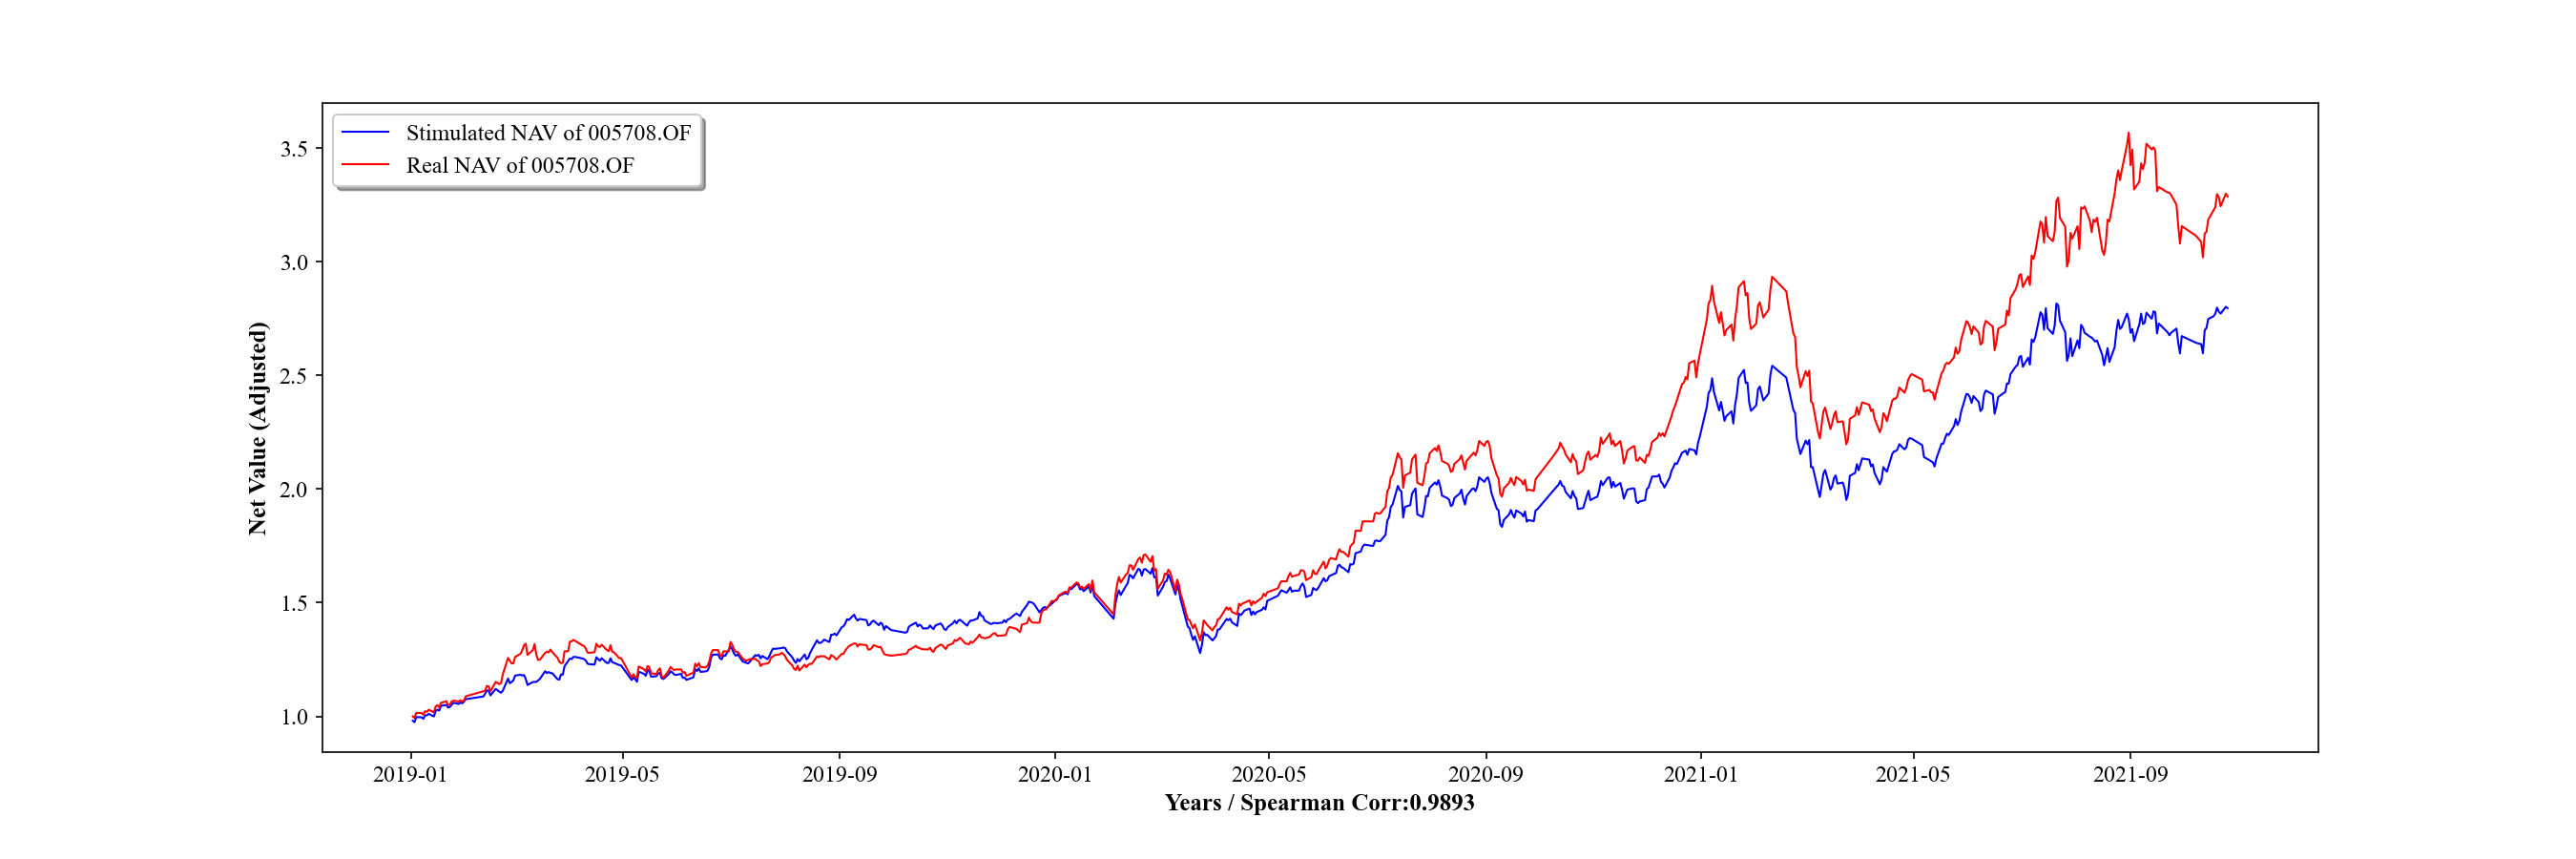 Stimulated NAV of 005708.OF
Real NAV of 005708.OF
3.5
3.0
2.5
2.0
1.5
1.0
Net Value (Adjusted)
2019-01 2019-05 2019-09 2020-01 2020-05 2020-09 2021-01 2021-05 2021-09
Years / Spearman Corr:0.9893